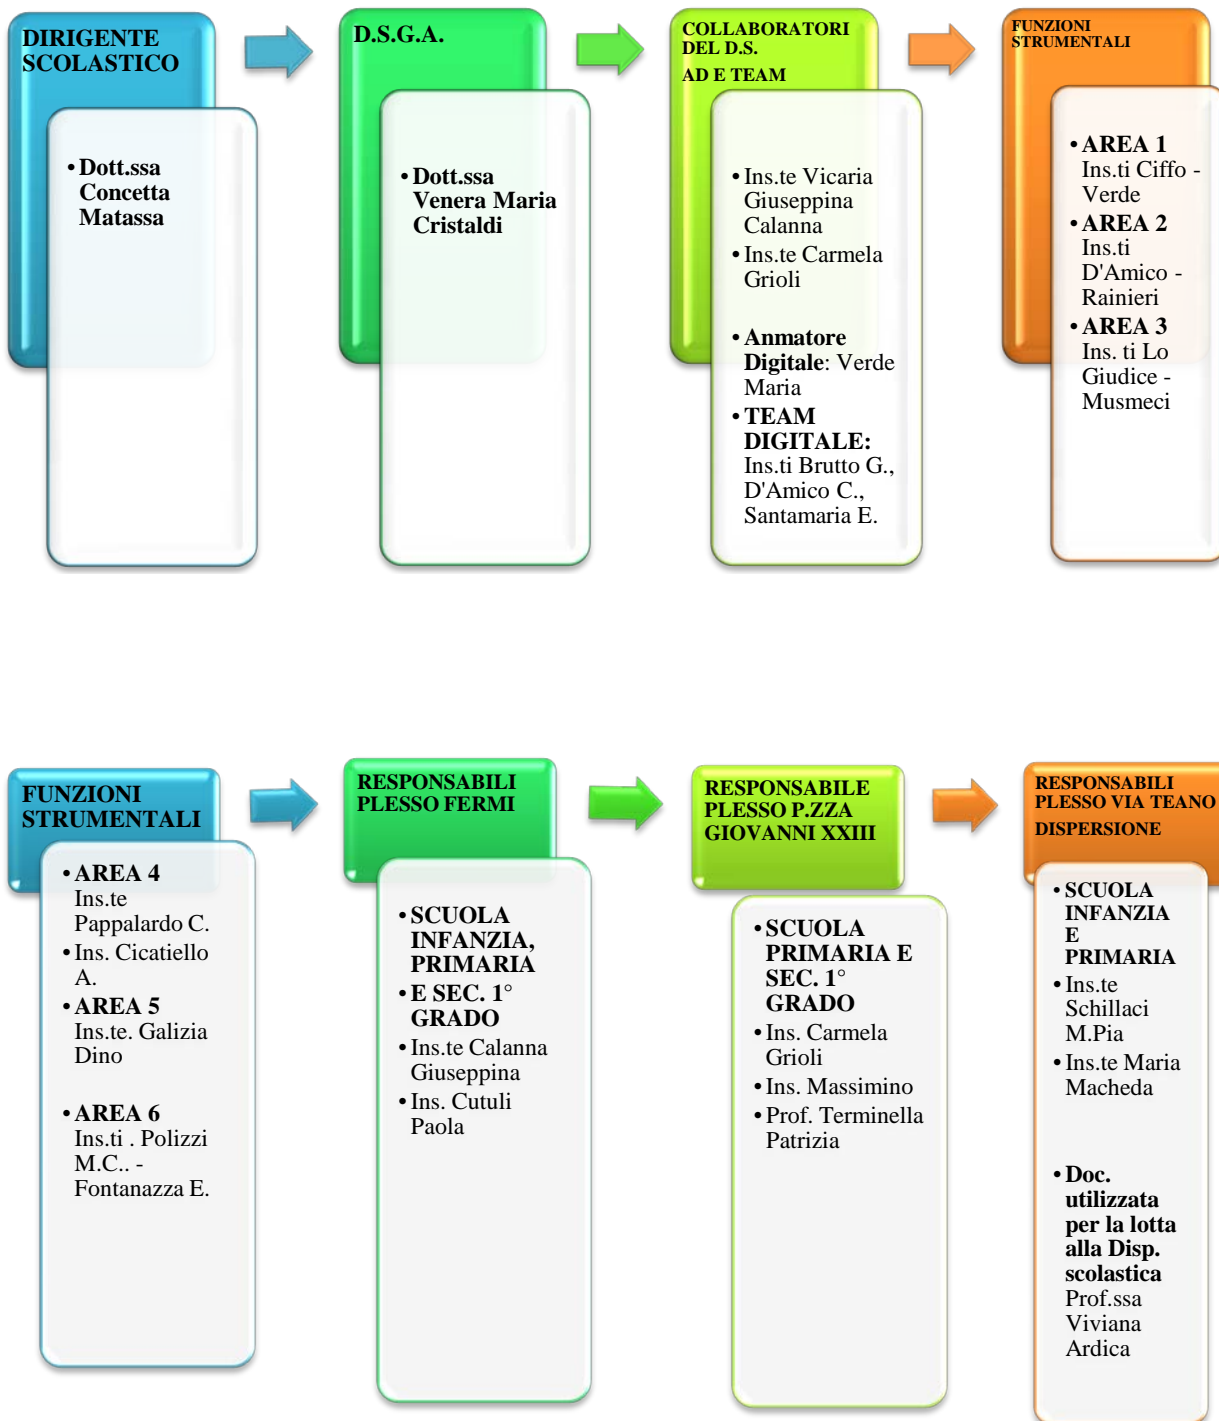 DIRIGENTE
SCOLASTICO
• Dott.ssa
Concetta
Matassa
D.S.G.A.
• Dott.ssa
Venera Maria
Cristaldi
COLLABORATORI
DEL D.S.
AD E TEAM
• Ins.te Vicaria
Giuseppina
Calanna
• Ins.te Carmela
Grioli
• Anmatore
Digitale: Verde
Maria
• TEAM
DIGITALE:
Ins.ti Brutto G.,
D'Amico C.,
Santamaria E.
FUNZIONI
STRUMENTALI
• AREA 1
Ins.ti Ciffo -
Verde
• AREA 2
Ins.ti
D'Amico -
Rainieri
• AREA 3
Ins. ti Lo
Giudice -
Musmeci
FUNZIONI
STRUMENTALI
• AREA 4
Ins.te
Pappalardo C.
• Ins. Cicatiello
A.
• AREA 5
Ins.te. Galizia
Dino
• AREA 6
Ins.ti . Polizzi
M.C.. -
Fontanazza E.
RESPONSABILI
PLESSO FERMI
• SCUOLA
INFANZIA,
PRIMARIA
• E SEC. 1°
GRADO
• Ins.te Calanna
Giuseppina
• Ins. Cutuli
Paola
RESPONSABILE
PLESSO P.ZZA
GIOVANNI XXIII
• SCUOLA
PRIMARIA E
SEC. 1°
GRADO
• Ins. Carmela
Grioli
• Ins. Massimino
• Prof. Terminella
Patrizia
RESPONSABILI
PLESSO VIA TEANO
DISPERSIONE
• SCUOLA
INFANZIA
E
PRIMARIA
• Ins.te
Schillaci
M.Pia
• Ins.te Maria
Macheda
• Doc.
utilizzata
per la lotta
alla Disp.
scolastica
Prof.ssa
Viviana
Ardica